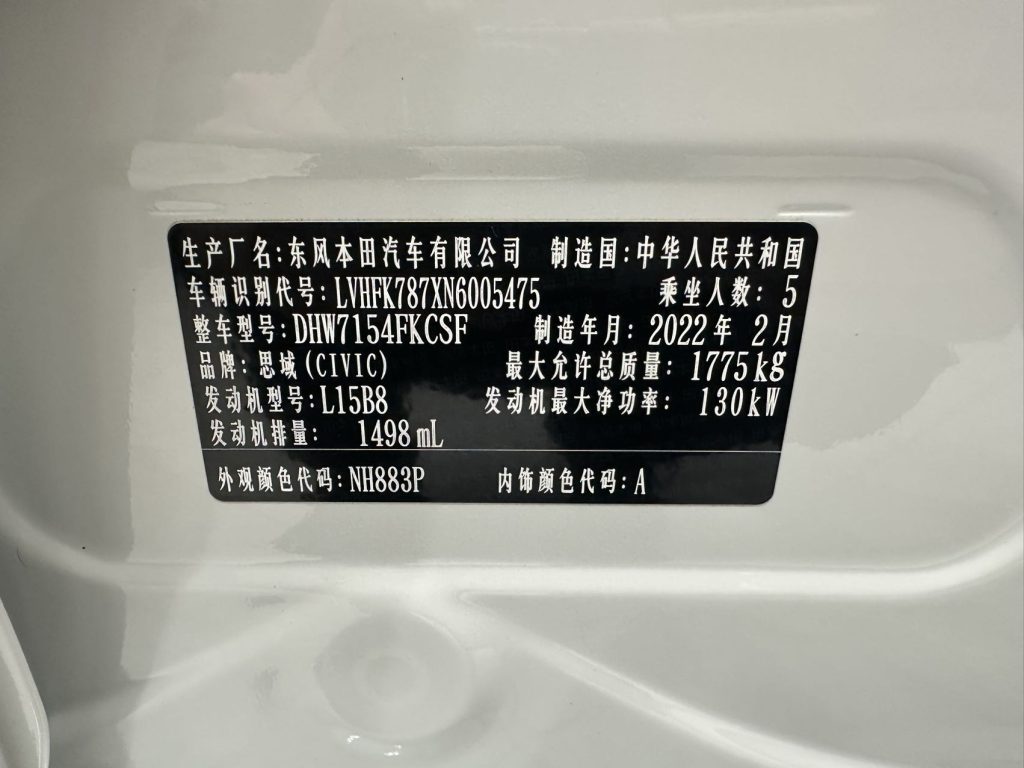 生产厂名:东风本田汽车有限公司 制造国:中华人民共和国
车辆识别代号:LVHFK787XN6005475 乘坐人数: 5
整车型号:DHW7154FKCSF 制造年月: 2022年 2月
品牌:思域(CIVIC) 最大允许总质量: 1775kg
发动机型号:L15B8 发动机最大净功率: 130kW
发动机排量: 1498mL
外观颜色代码:NH883P 内饰颜色代码:A